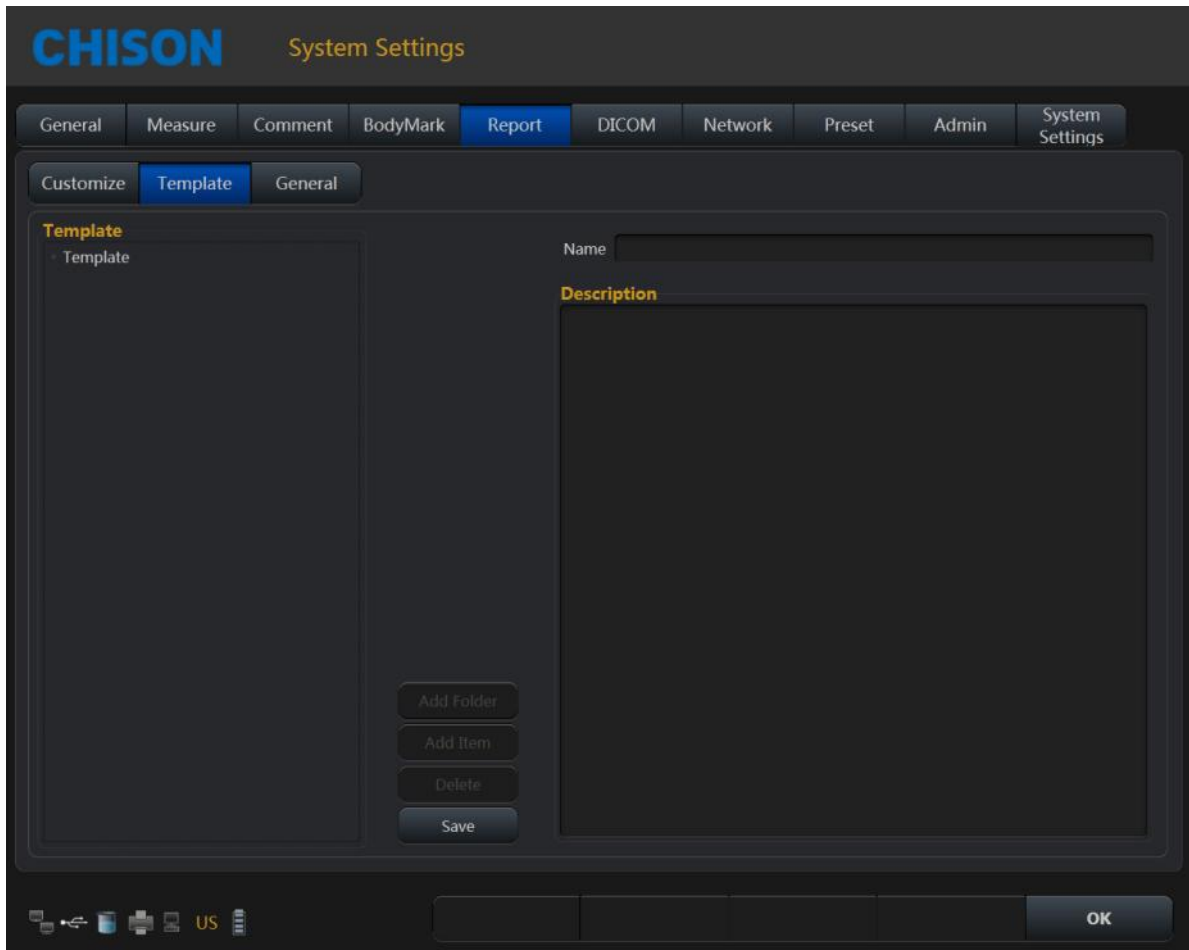 CHISON System Settings
General Measure Comment BodyMark Report DICOM Network Preset Admin System Settings
Customize Template General
Template
Template
Name
Description
Add Folder
Add Item
Delete
Save
US
OK